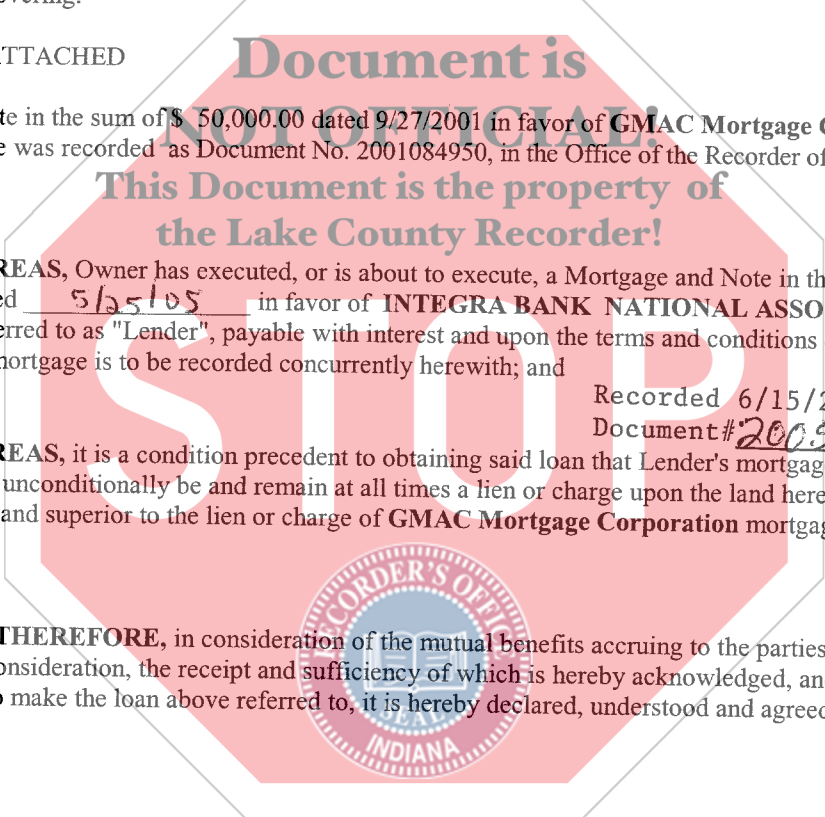 overing:
TTACHED
Document is
te in the sum of $ 50,000.00 dated 9/27/2001 in favor of GMAC Mortgage C
NOT OFFICIAL!
e was recorded as Document No. 2001084950, in the Office of the Recorder of
This Document is the property of
the Lake County Recorder!
REAS, Owner has executed, or is about to execute, a Mortgage and Note in th
ed 5/25/05 in favor of INTEGRA BANK NATIONAL ASSO
erred to as "Lender", payable with interest and upon the terms and conditions
mortgage is to be recorded concurrently herewith; and
STOP
Recorded 6/15/2
Document# 2005
REAS, it is a condition precedent to obtaining said loan that Lender's mortgag
unconditionally be and remain at all times a lien or charge upon the land here
and superior to the lien or charge of GMAC Mortgage Corporation mortgag
RECORDER'S OFFIC
THEREFORE, in consideration of the mutual benefits accruing to the parties
onsideration, the receipt and sufficiency of which is hereby acknowledged, an
o make the loan above referred to, it is hereby declared, understood and agreed
SEAL
INDIANA